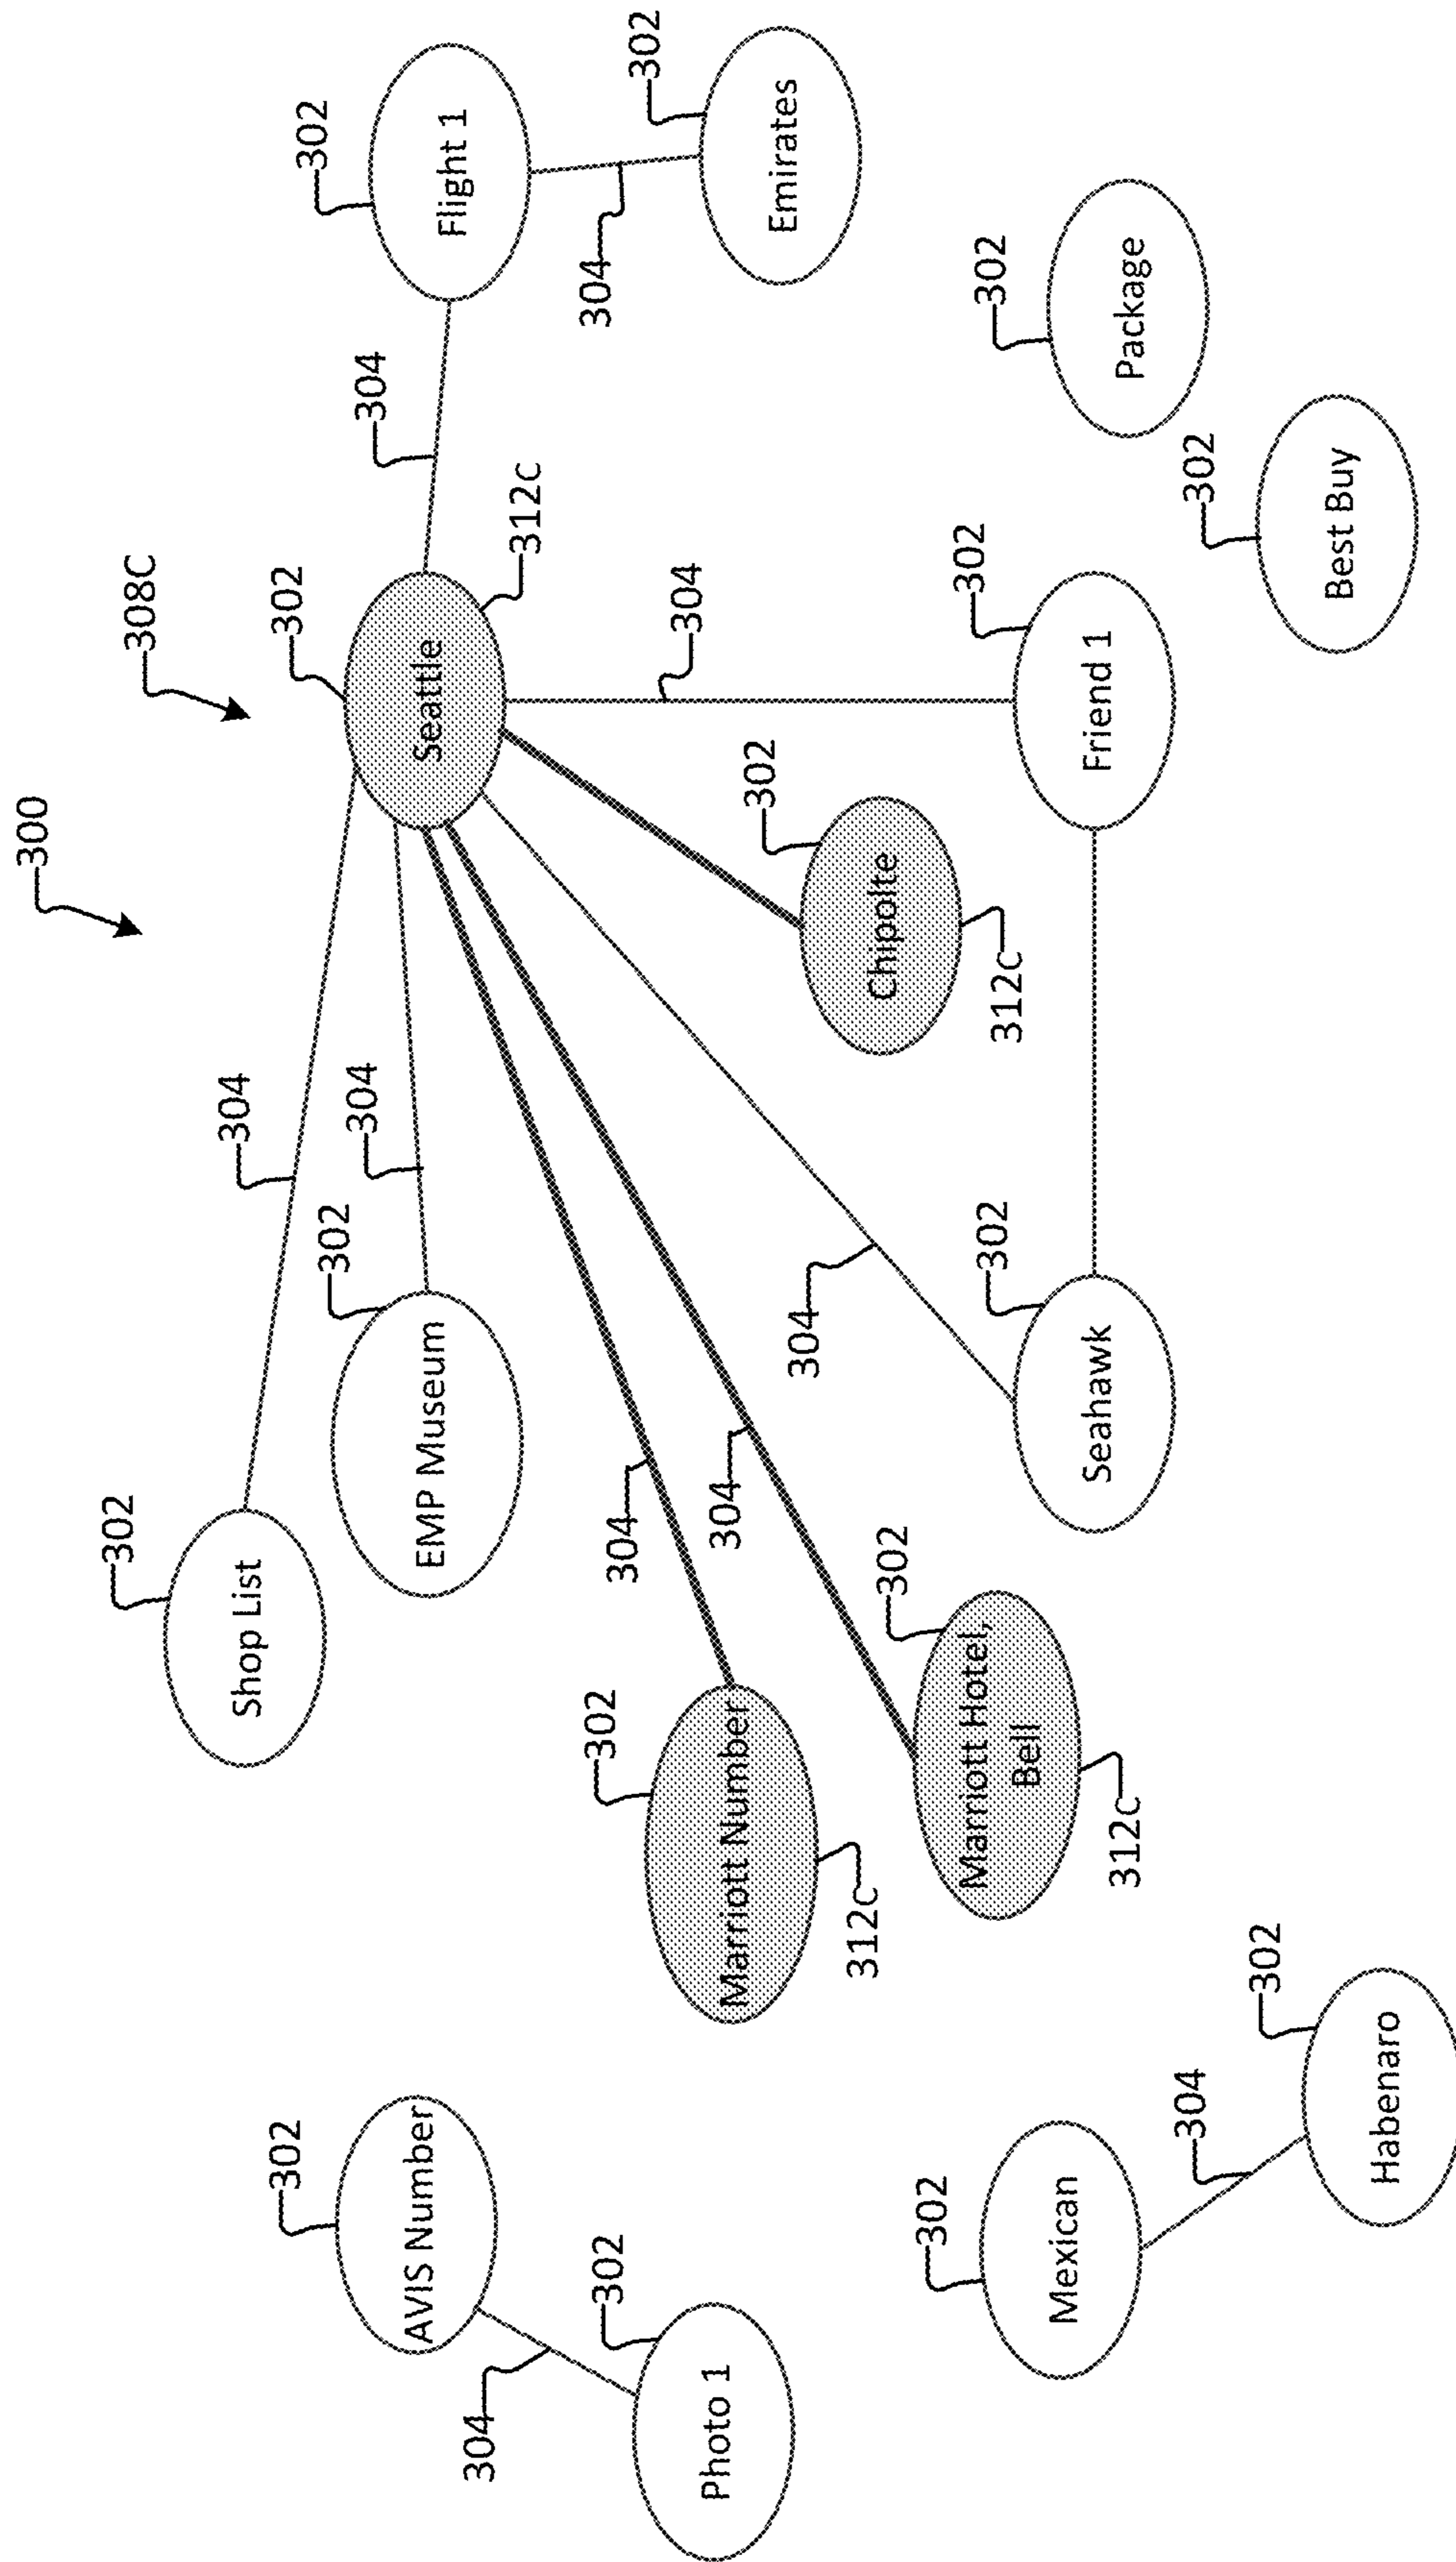 300
308C
302
Shop List
304
302
302
302
AVIS Number
302
EMP Museum
304
Seattle
304
Flight 1
304
312C
304
302
302
304
302
304
Photo 1
Marriott Number
304
302
Emirates
304
312C
Chipolte
302
302
302
302
302
Marriott Hotel,
Bell
312C
Mexican
Seahawk
Friend 1
Package
312C
304
302
302
Best Buy
Habenaro